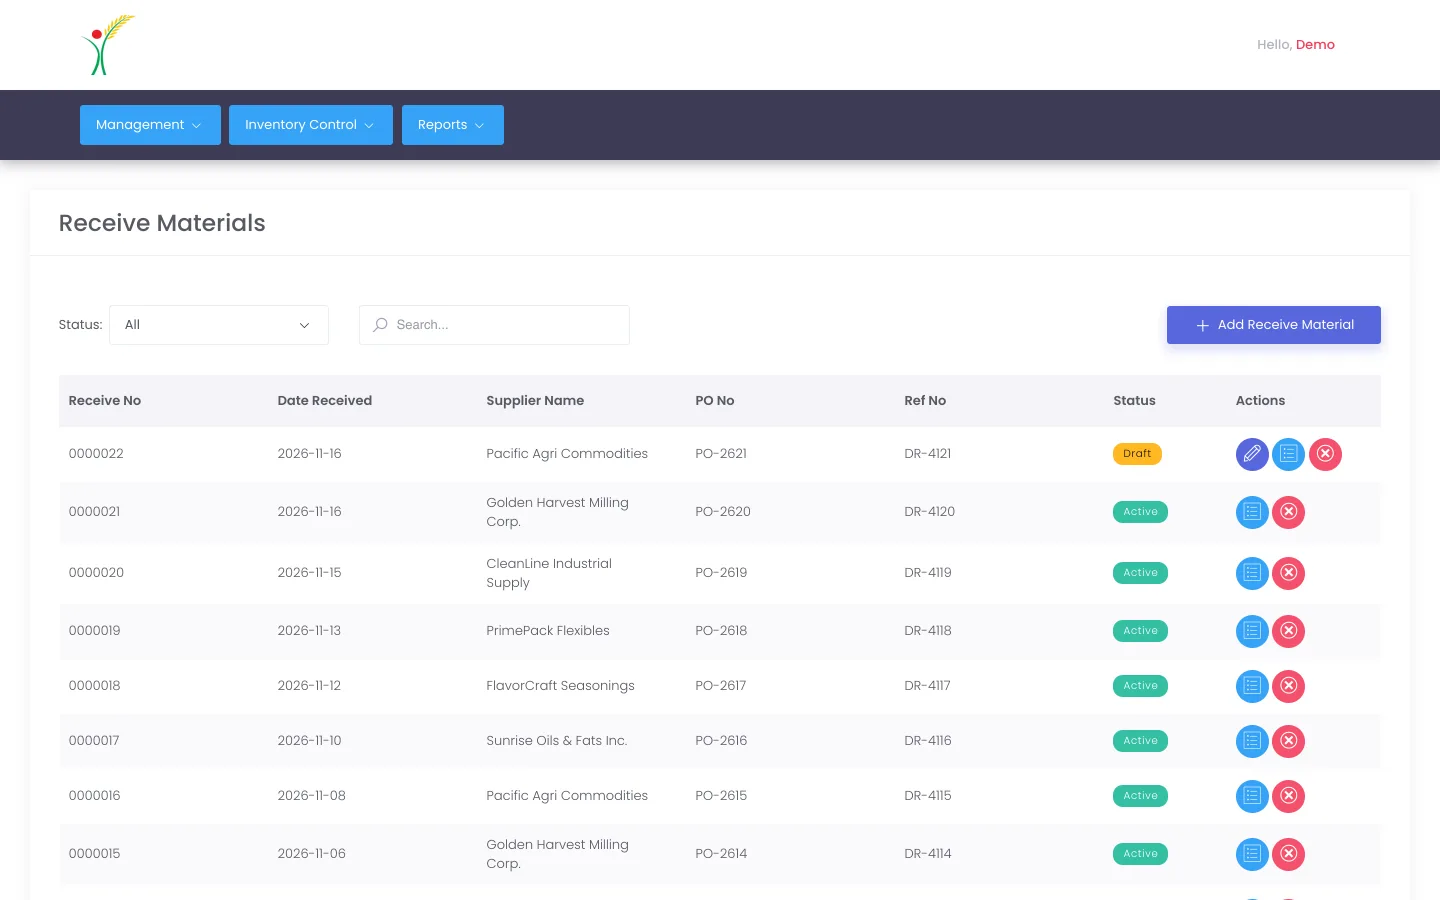 Hello, Demo
Management
Inventory Control
Reports
Receive Materials
Status:
All
Search...
Add Receive Material
Receive No Date Received Supplier Name PO No Ref No Status Actions
0000022 2026-11-16 Pacific Agri Commodities PO-2621 DR-4121 Draft
0000021 2026-11-16 Golden Harvest Milling Corp. PO-2620 DR-4120 Active
0000020 2026-11-15 CleanLine Industrial Supply PO-2619 DR-4119 Active
0000019 2026-11-13 PrimePack Flexibles PO-2618 DR-4118 Active
0000018 2026-11-12 FlavorCraft Seasonings PO-2617 DR-4117 Active
0000017 2026-11-10 Sunrise Oils & Fats Inc. PO-2616 DR-4116 Active
0000016 2026-11-08 Pacific Agri Commodities PO-2615 DR-4115 Active
0000015 2026-11-06 Golden Harvest Milling Corp. PO-2614 DR-4114 Active